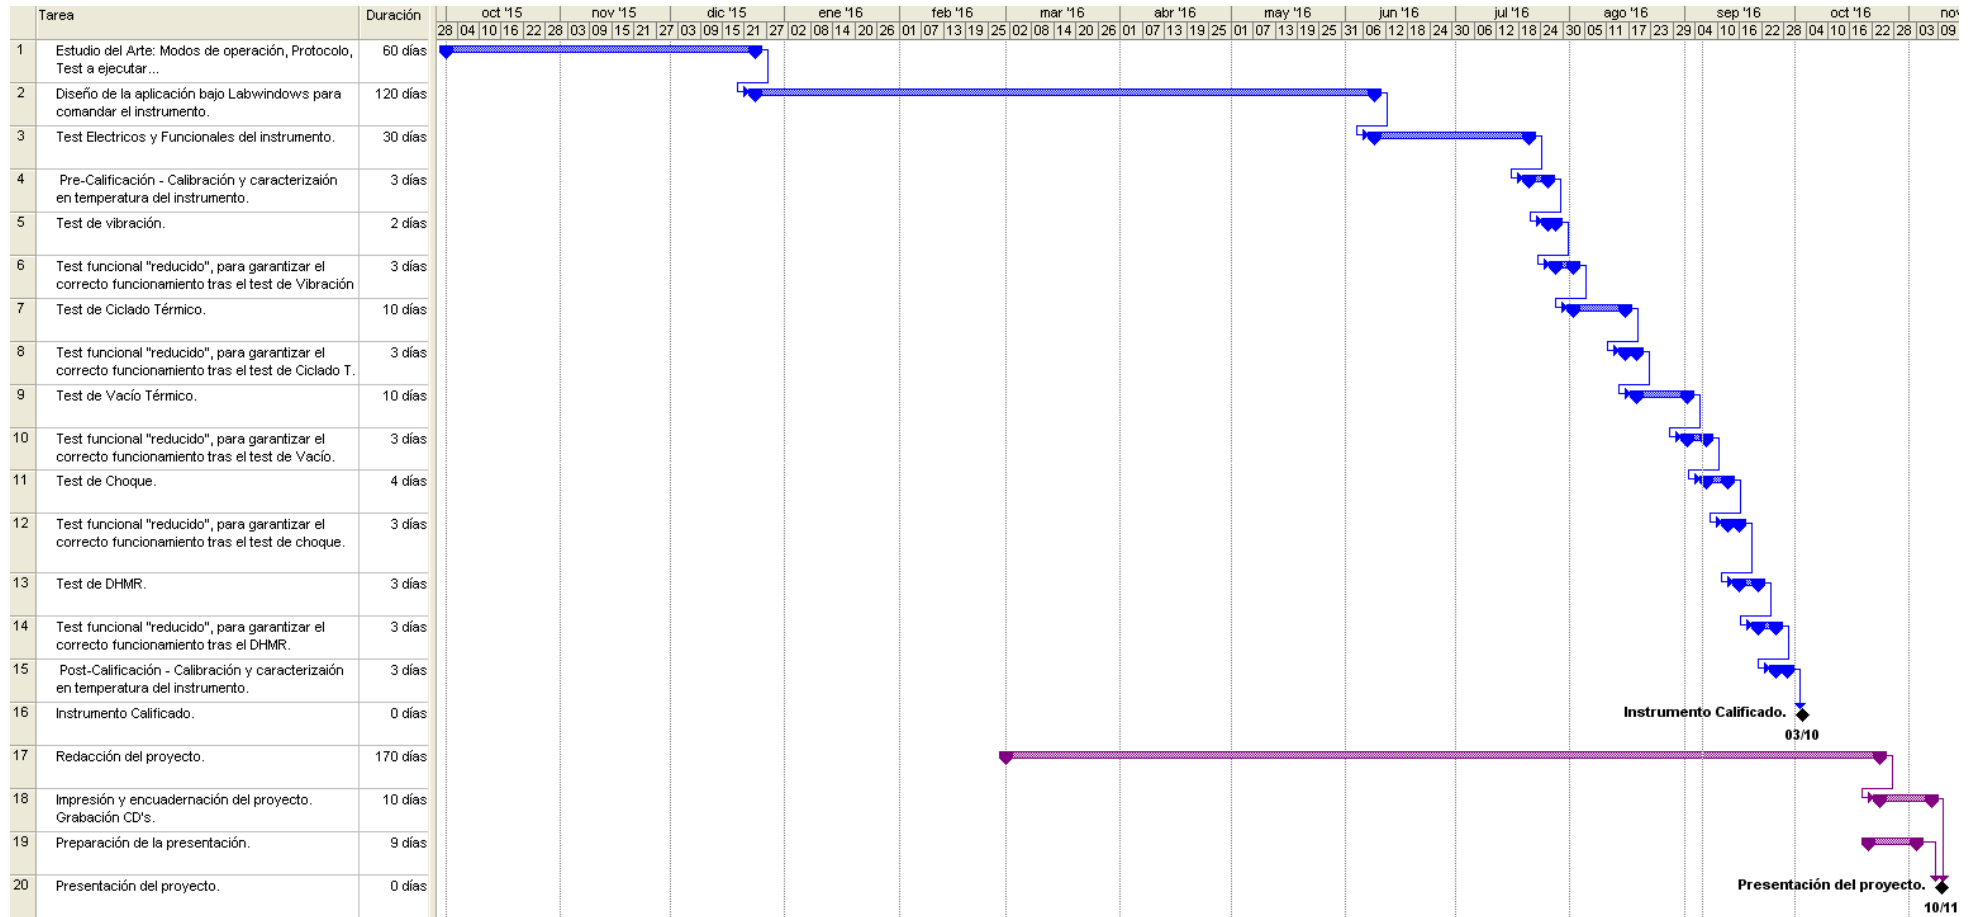 Tarea Duración oct '15 nov '15 dic '15 ene '16 feb '16 mar '16 abr '16 may '16 jun '16 jul '16 ago '16 sep '16 oct '16 nov
28 04 10 16 22 28 03 09 15 21 27 03 09 15 21 27 02 08 14 20 26 01 07 13 19 25 02 08 14 20 26 01 07 13 19 25 01 07 13 19 25 31 06 12 18 24 30 06 12 18 24 30 05 11 17 23 29 04 10 16 22 28 04 10 16 22 28 03 09
1 Estudio del Arte: Modos de operación, Protocolo, 60 días
Test a ejecutar...
2 Diseño de la aplicación bajo Labwindows para 120 días
comandar el instrumento.
3 Test Electricos y Funcionales del instrumento. 30 días
4 Pre-Calificación - Calibración y caracterizaión 3 días
en temperatura del instrumento.
5 Test de vibración. 2 días
6 Test funcional "reducido", para garantizar el 3 días
correcto funcionamiento tras el test de Vibración
7 Test de Ciclado Térmico. 10 días
8 Test funcional "reducido", para garantizar el 3 días
correcto funcionamiento tras el test de Ciclado T.
9 Test de Vacío Térmico. 10 días
10 Test funcional "reducido", para garantizar el 3 días
correcto funcionamiento tras el test de Vacío.
11 Test de Choque. 4 días
12 Test funcional "reducido", para garantizar el 3 días
correcto funcionamiento tras el test de choque.
13 Test de DHMR. 3 días
14 Test funcional "reducido", para garantizar el 3 días
correcto funcionamiento tras el DHMR.
15 Post-Calificación - Calibración y caracterizaión 3 días
en temperatura del instrumento.
16 Instrumento Calificado. 0 días Instrumento Calificado.
03/10
17 Redacción del proyecto. 170 días
18 Impresión y encuadernación del proyecto. 10 días
Grabación CD's.
19 Preparación de la presentación. 9 días
20 Presentación del proyecto. 0 días Presentación del proyecto.
10/11